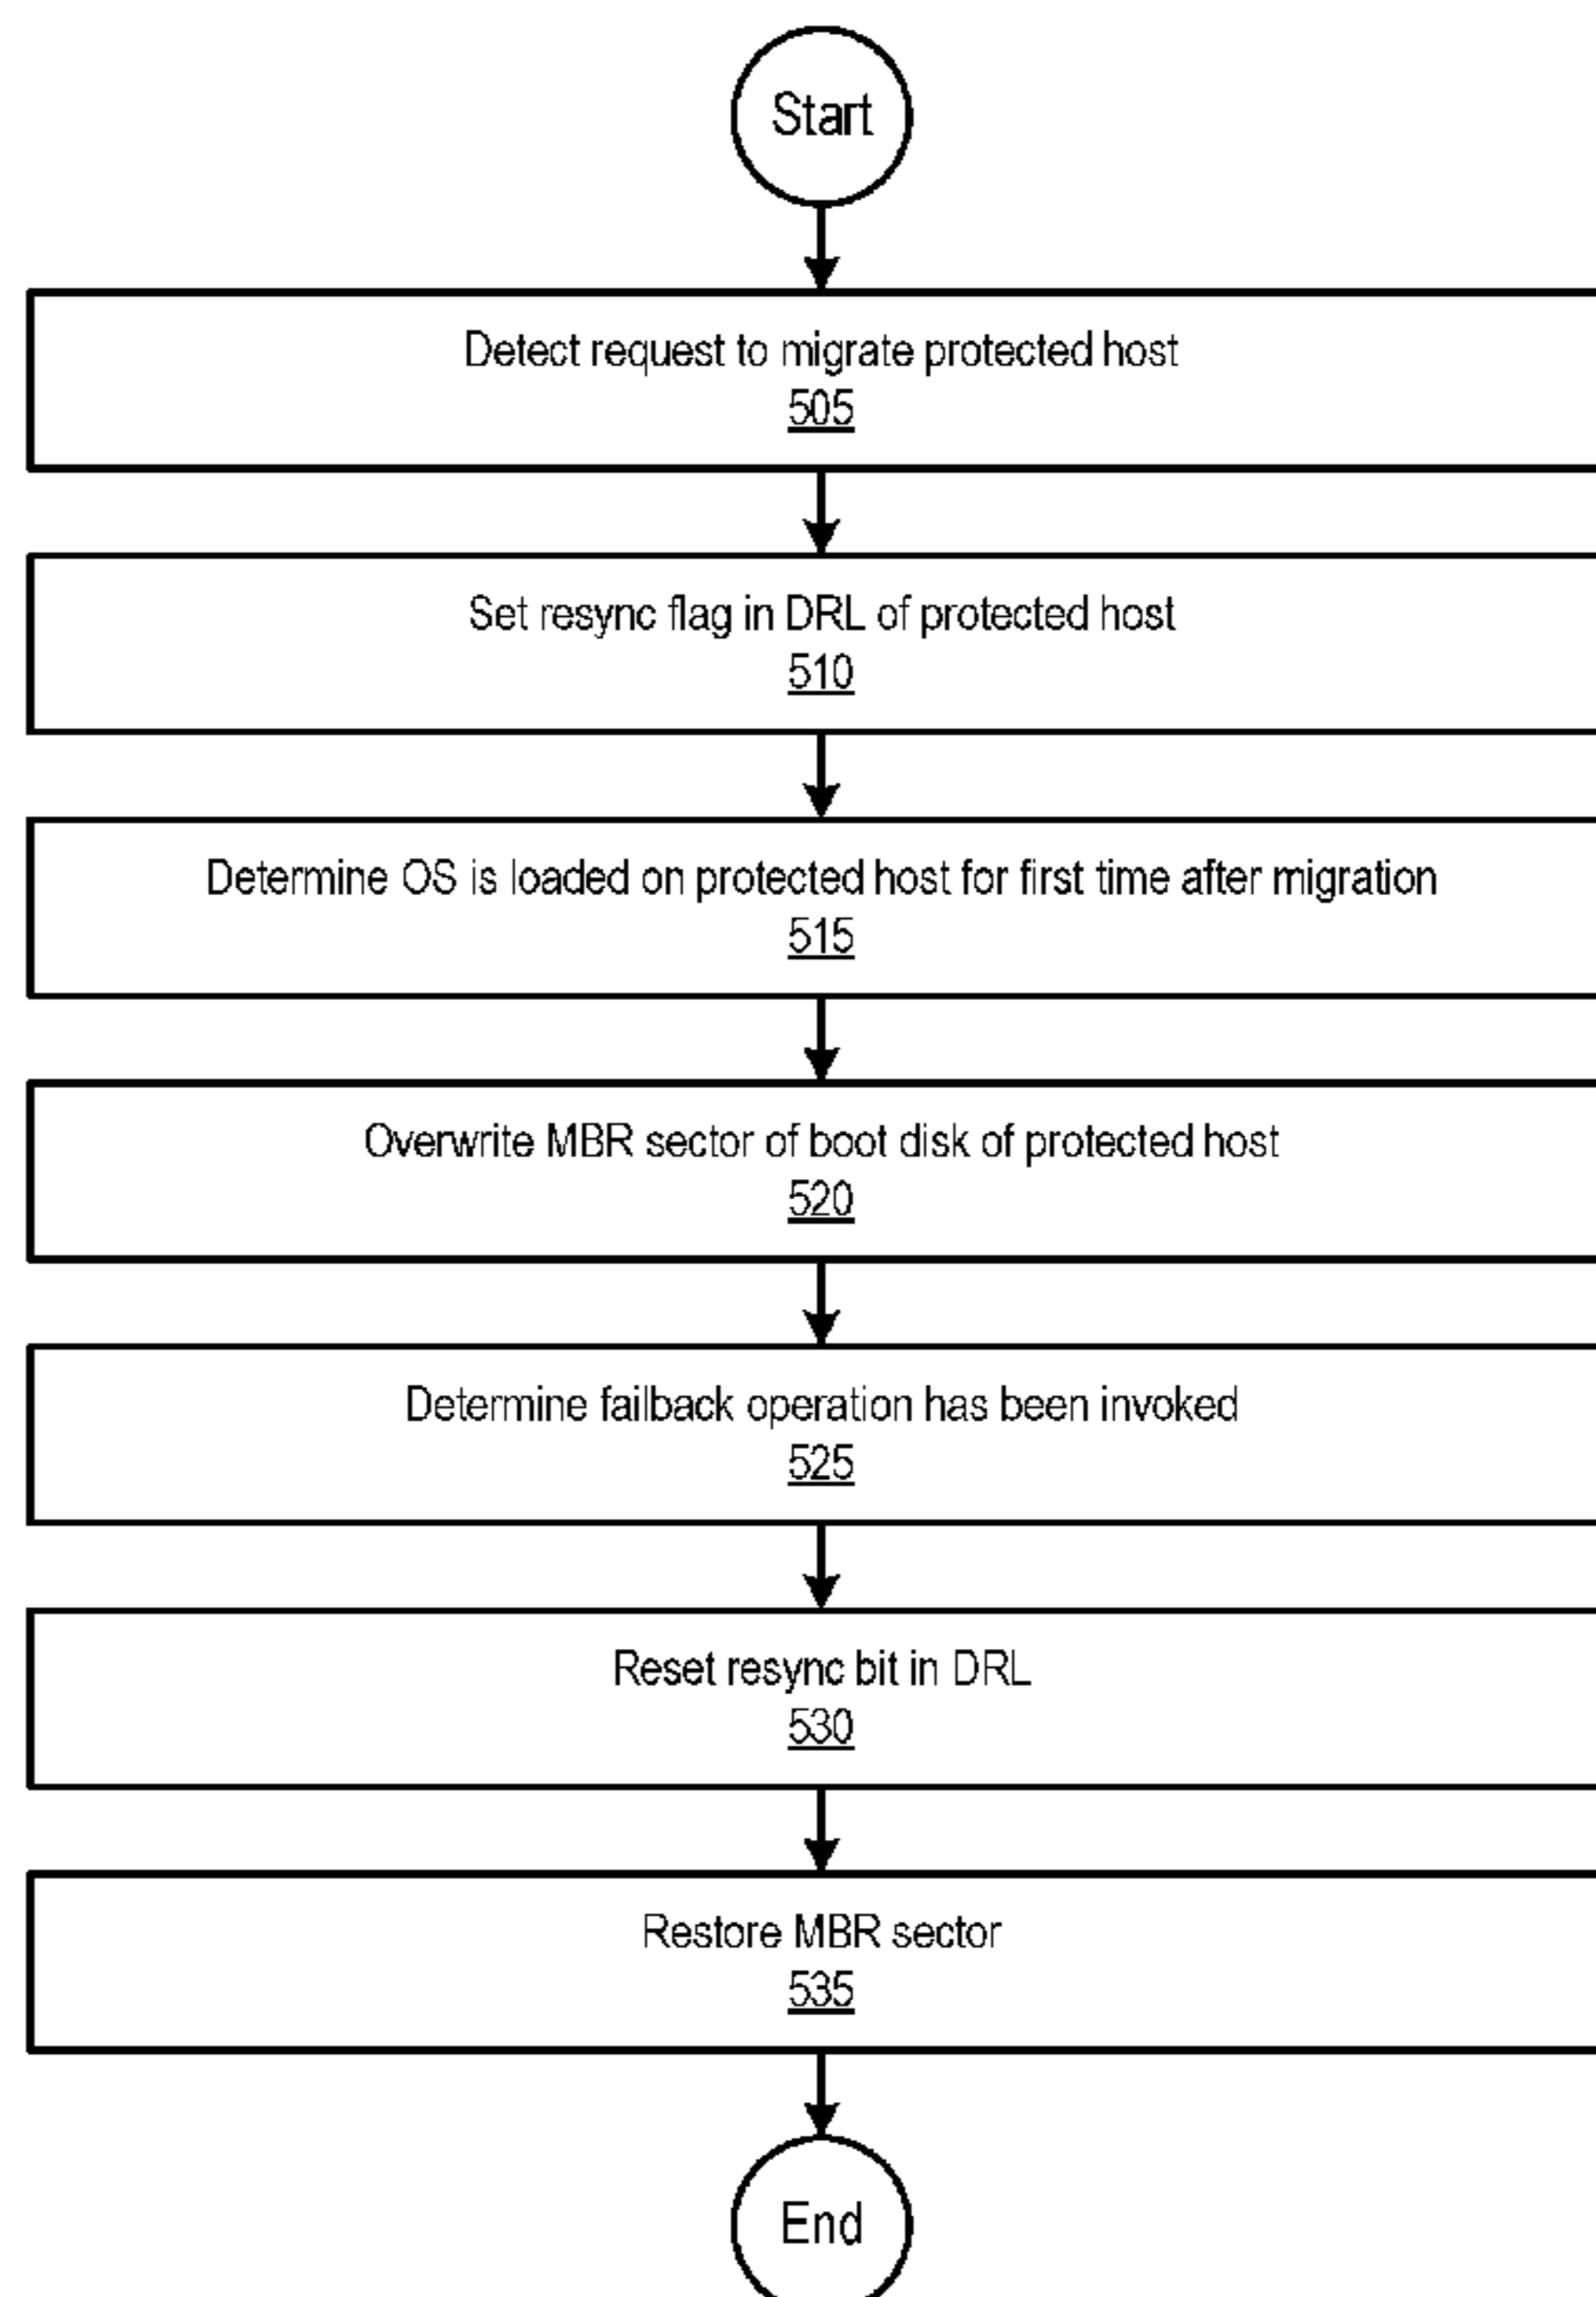 Start
Detect request to migrate protected host
505
Set resync flag in DRL of protected host
510
Determine OS is loaded on protected host for first time after migration
515
Overwrite MBR sector of boot disk of protected host
520
Determine failback operation has been invoked
525
Reset resync bit in DRL
530
Restore MBR sector
535
End